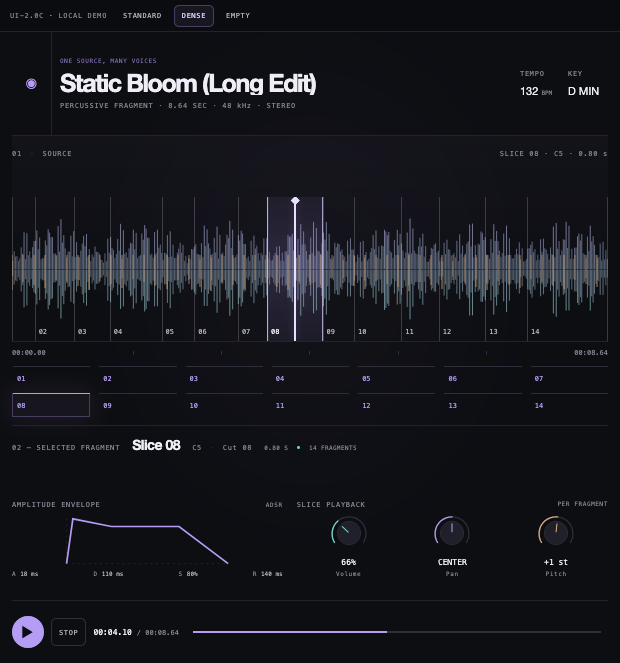 UI-2.0C · LOCAL DEMO STANDARD DENSE EMPTY
ONE SOURCE, MANY VOICES
Static Bloom (Long Edit)
PERCUSSIVE FRAGMENT · 8.64 SEC · 48 kHz · STEREO
TEMPO KEY
132 BPM D MIN
01 SOURCE SLICE 08 · C5 · 0.80 s
02 03 04 05 06 07 08 09 10 11 12 13 14
00:00.00 00:08.64
01 02 03 04 05 06 07
08 09 10 11 12 13 14
02 — SELECTED FRAGMENT Slice 08 C5 · Cut 08 0.80 S 14 FRAGMENTS
AMPLITUDE ENVELOPE ADSR SLICE PLAYBACK PER FRAGMENT
66% CENTER +1 st
A 18 ms D 110 ms S 80% R 140 ms Volume Pan Pitch
STOP 00:04.10 / 00:08.64